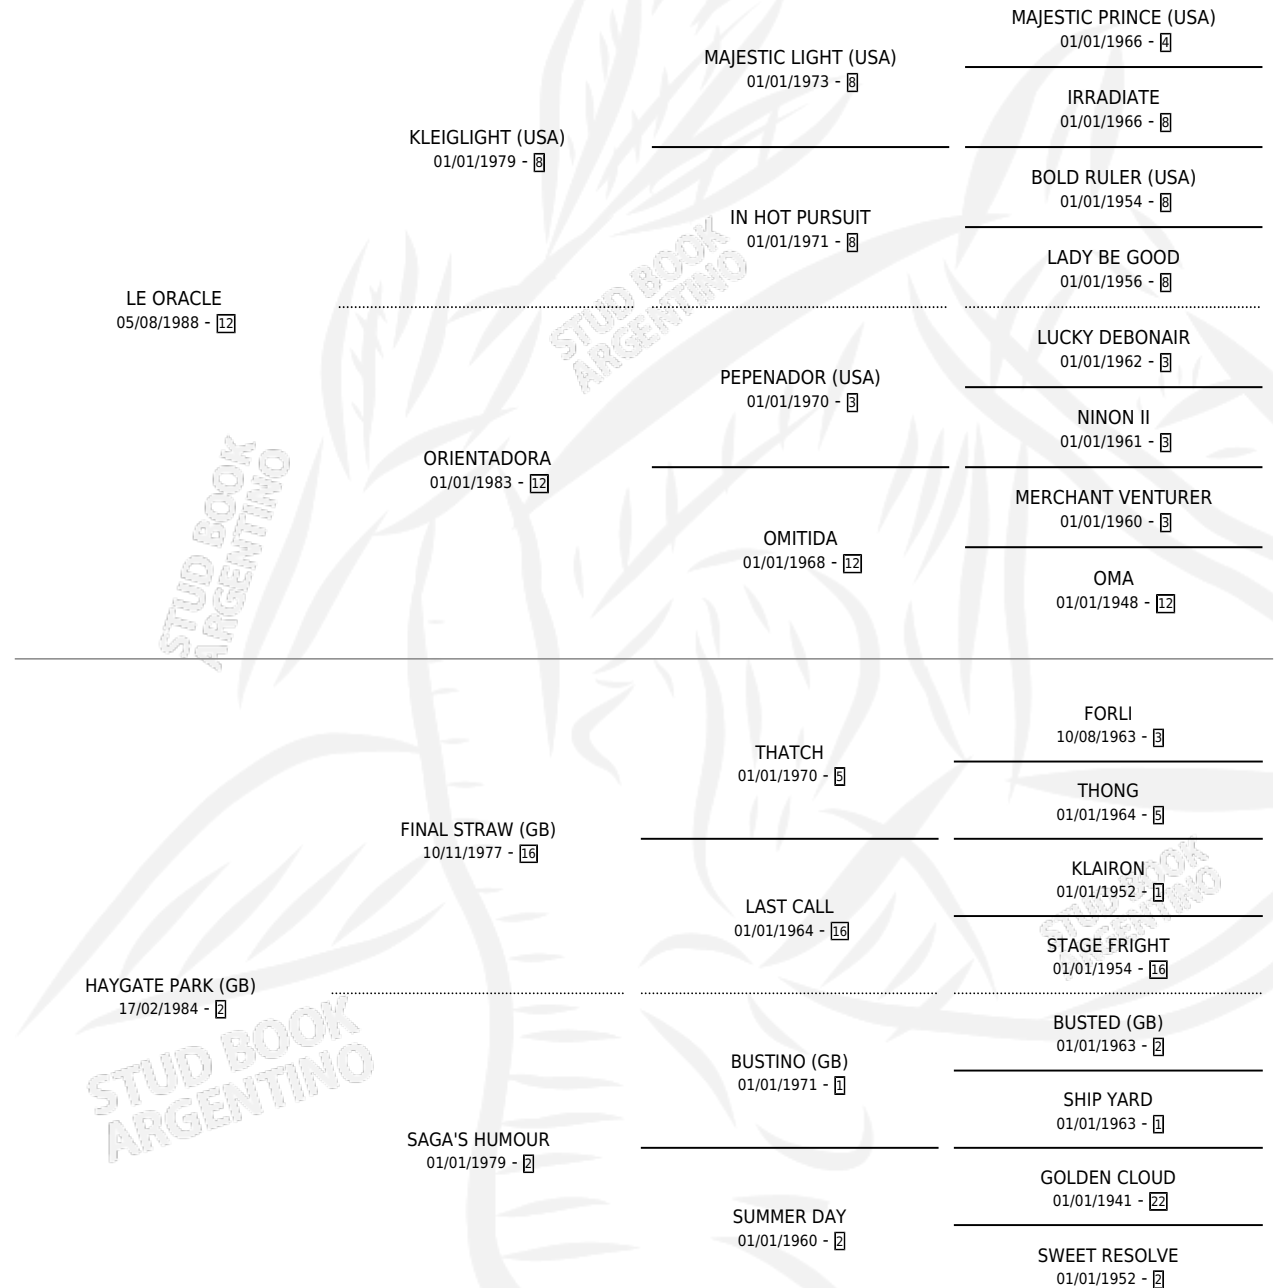 MAJESTIC PRINCE (USA)
01/01/1966 - 4
MAJESTIC LIGHT (USA)
01/01/1973 - 8
IRRADIATE
01/01/1966 - 8
KLEIGLIGHT (USA)
01/01/1979 - 8
BOLD RULER (USA)
01/01/1954 - 8
IN HOT PURSUIT
01/01/1971 - 8
LADY BE GOOD
01/01/1956 - 8
LE ORACLE
05/08/1988 - 12
LUCKY DEBONAIR
01/01/1962 - 3
PEPENADOR (USA)
01/01/1970 - 3
NINON II
01/01/1961 - 3
ORIENTADORA
01/01/1983 - 12
MERCHANT VENTURER
01/01/1960 - 3
OMITIDA
01/01/1968 - 12
OMA
01/01/1948 - 12
FORLI
10/08/1963 - 3
THATCH
01/01/1970 - 5
THONG
01/01/1964 - 5
FINAL STRAW (GB)
10/11/1977 - 16
KLAIRON
01/01/1952 - 1
LAST CALL
01/01/1964 - 16
STAGE FRIGHT
01/01/1954 - 16
HAYGATE PARK (GB)
17/02/1984 - 2
BUSTED (GB)
01/01/1963 - 2
BUSTINO (GB)
01/01/1971 - 1
SHIP YARD
01/01/1963 - 1
SAGA'S HUMOUR
01/01/1979 - 2
GOLDEN CLOUD
01/01/1941 - 22
SUMMER DAY
01/01/1960 - 2
SWEET RESOLVE
01/01/1952 - 2
STUD BOOK
ARGENTINO
STUD BOOK
ARGENTINO
STUD BOOK
ARGENTINO
STUD BOOK
ARGENTINO